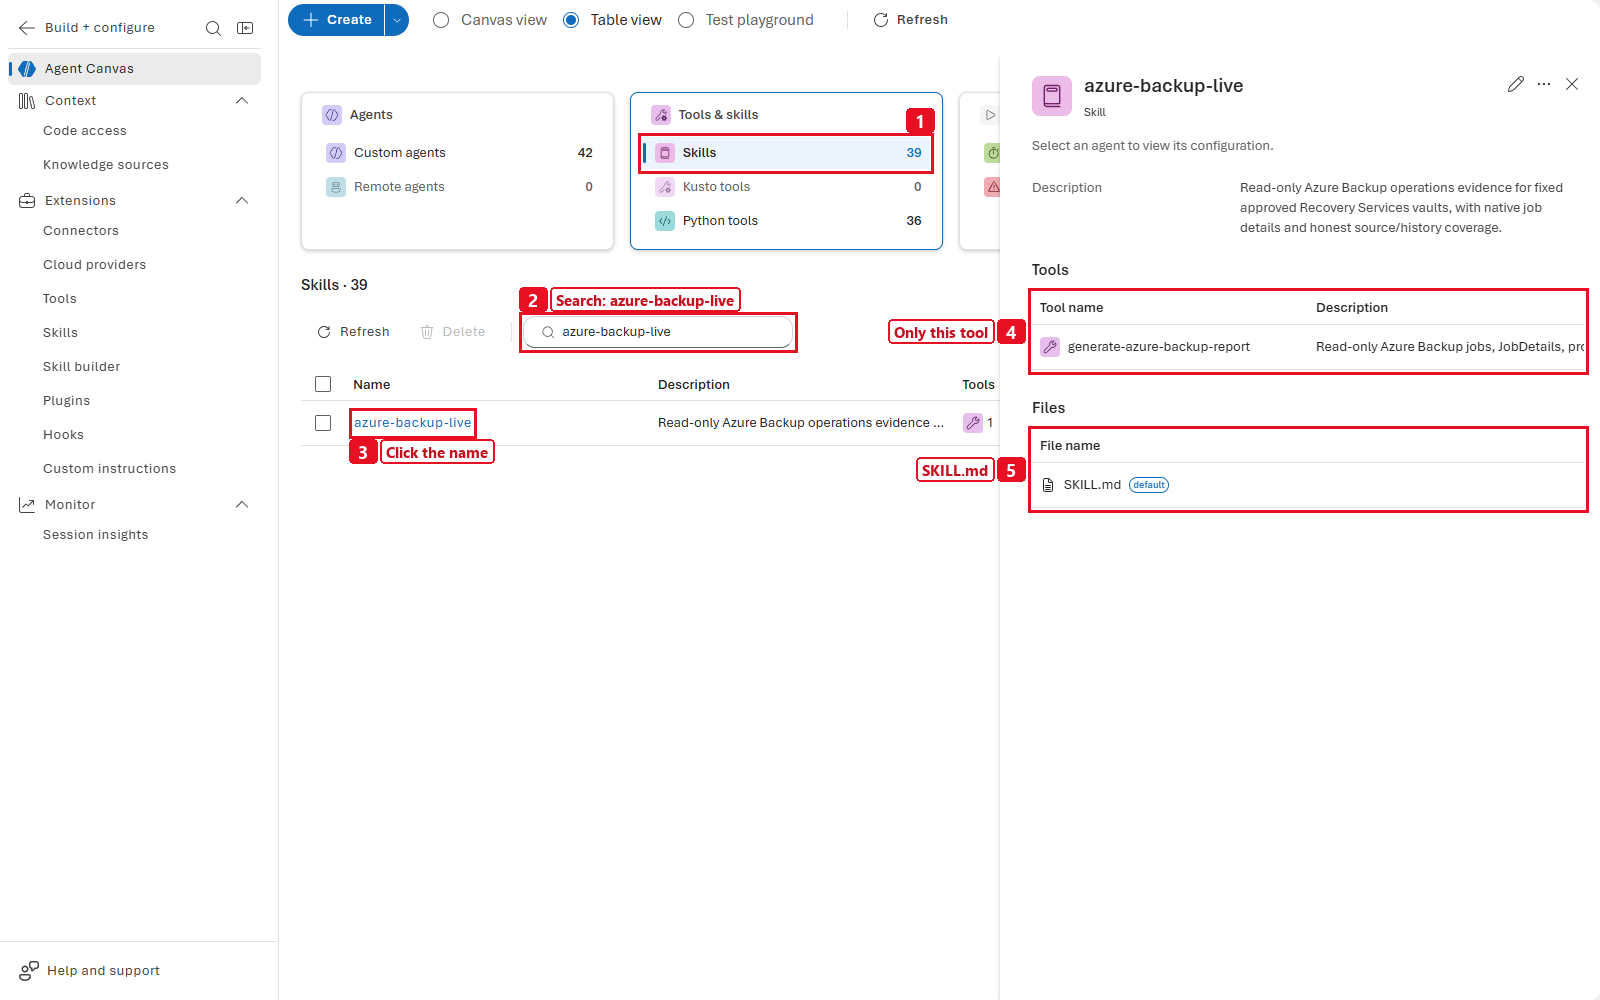 Build + configure
Agent Canvas
Context
Code access
Knowledge sources
Extensions
Connectors
Cloud providers
Tools
Skills
Skill builder
Plugins
Hooks
Custom instructions
Monitor
Session insights
Help and support
Create
Canvas view
Table view
Test playground
Refresh
Agents
Custom agents 42
Remote agents 0
Tools & skills
1
Skills 39
Kusto tools 0
Python tools 36
Skills · 39
2 Search: azure-backup-live
Refresh
Delete
azure-backup-live
Name Description Tools
azure-backup-live Read-only Azure Backup operations evidence ... 1
3 Click the name
azure-backup-live
Skill
Select an agent to view its configuration.
Description
Read-only Azure Backup operations evidence for fixed
approved Recovery Services vaults, with native job
details and honest source/history coverage.
Tools
Tool name Description
Only this tool 4
generate-azure-backup-report Read-only Azure Backup jobs, JobDetails, pro
Files
File name
SKILL.md 5
SKILL.md default